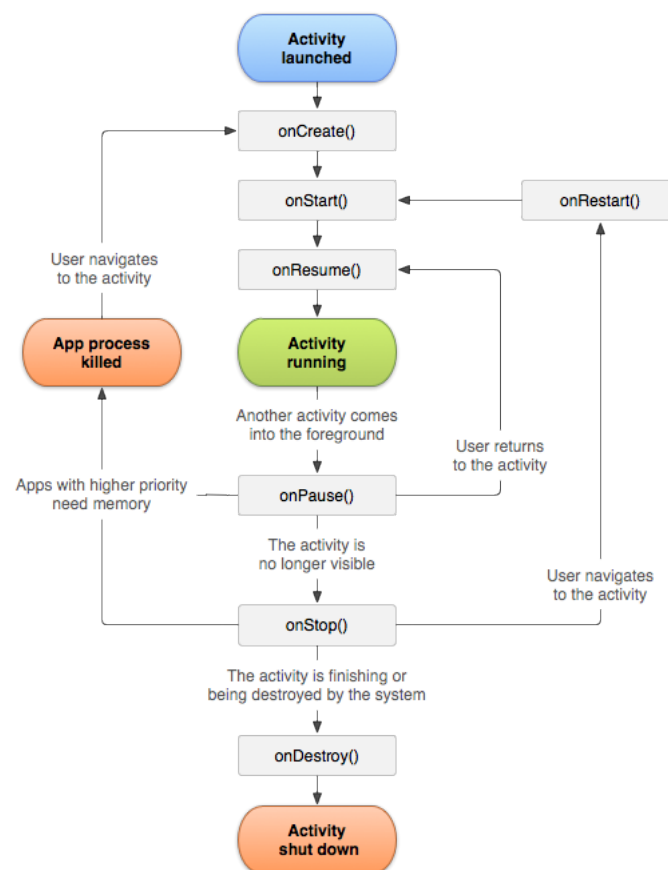 Activity
launched
onCreate()
onStart()
onRestart()
onResume()
User navigates
to the activity
App process
killed
Activity
running
Another activity comes
into the foreground
User returns
to the activity
Apps with higher priority
need memory
onPause()
The activity is
no longer visible
User navigates
to the activity
onStop()
The activity is finishing or
being destroyed by the system
onDestroy()
Activity
shut down